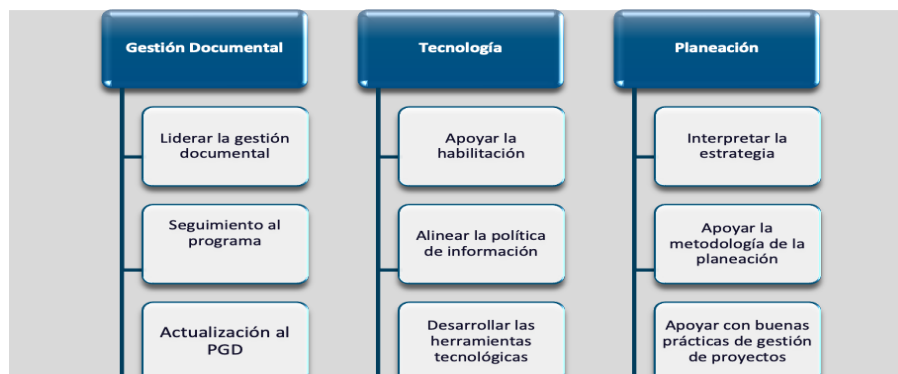 Gestión Documental
Liderar la gestión
documental
Seguimiento al
programa
Actualización al
PGD
Tecnología
Apoyar la
habilitación
Alinear la política
de información
Desarrollar las
herramientas
tecnológicas
Planeación
Interpretar la
estrategia
Apoyar la
metodología de la
planeación
Apoyar con buenas
prácticas de gestión
de proyectos